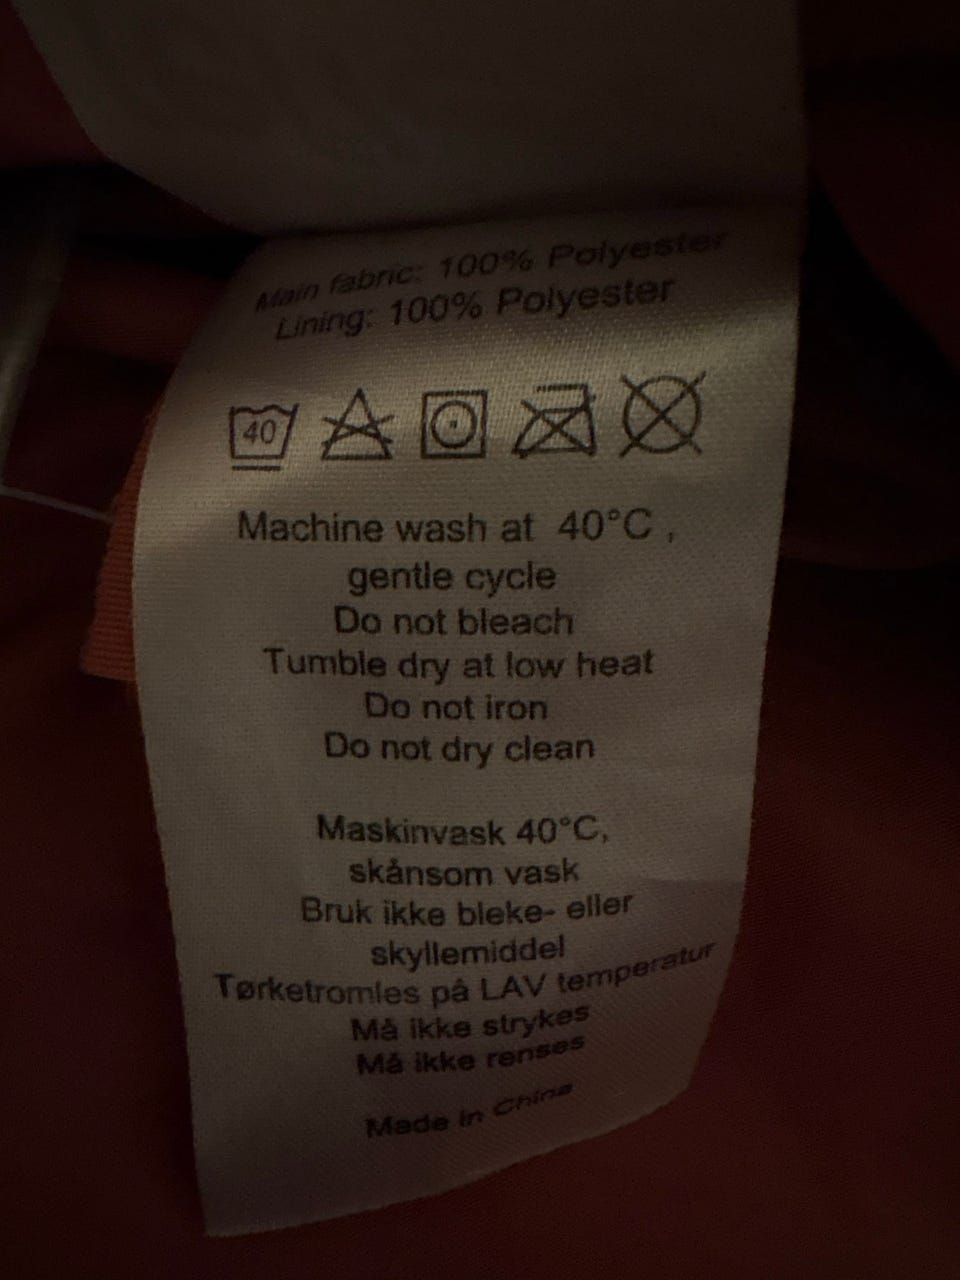 Main fabric: 100% Polyester
Lining: 100% Polyester
40
Machine wash at 40°C ,
gentle cycle
Do not bleach
Tumble dry at low heat
Do not iron
Do not dry clean
Maskinvask 40°C,
skånsom vask
Bruk ikke bleke- eller
skyllemiddel
Tørketromles på LAV temperatur
Må ikke strykes
Må ikke renses
Made in China